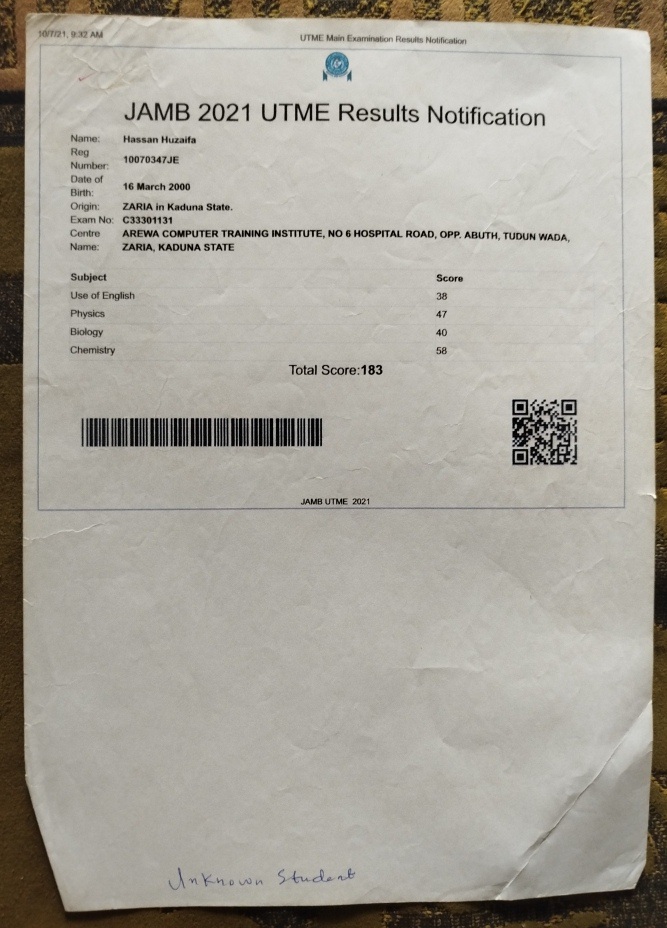 10/7/21, 9:32 AM
UTME Main Examination Results Notification
JAMB 2021 UTME Results Notification
Name: Hassan Huzaifa
Reg Number: 10070347JE
Date of Birth: 16 March 2000
Origin: ZARIA in Kaduna State.
Exam No: C33301131
Centre Name: AREWA COMPUTER TRAINING INSTITUTE, NO 6 HOSPITAL ROAD, OPP. ABUTH, TUDUN WADA,
ZARIA, KADUNA STATE
Subject Score
Use of English 38
Physics 47
Biology 40
Chemistry 58
Total Score:183
JAMB UTME 2021
Unknown Student